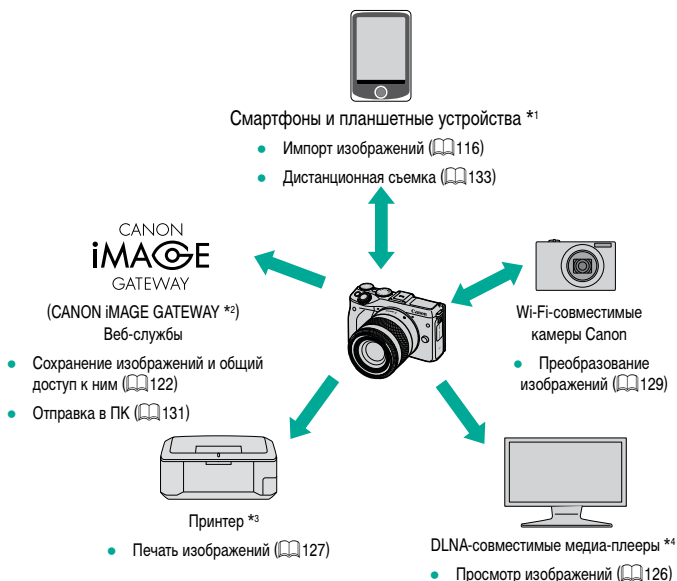 Смартфоны и планшетные устройства *1
● Импорт изображений (116)
● Дистанционная съемка (133)
CANON
iMAGE
GATEWAY
(CANON iMAGE GATEWAY *2)
Веб-службы
● Сохранение изображений и общий
доступ к ним (122)
● Отправка в ПК (131)
Canon
Wi-Fi-совместимые
камеры Canon
● Преобразование
изображений (129)
Принтер *3
● Печать изображений (127)
DLNA-совместимые медиа-плееры *4
● Просмотр изображений (126)